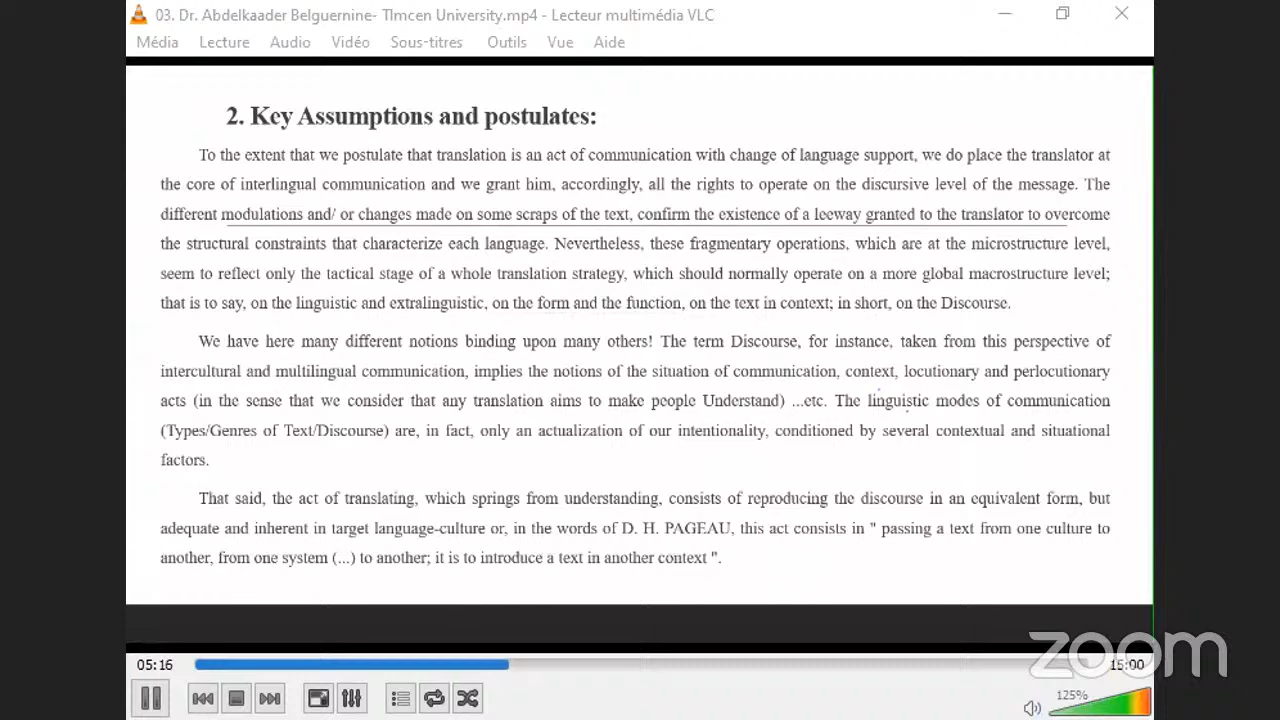 03. Dr. Abdelkaader Belguernine- Tlmcen University.mp4 - Lecteur multimédia VLC
Média Lecture Audio Vidéo Sous-titres Outils Vue Aide
2. Key Assumptions and postulates:
To the extent that we postulate that translation is an act of communication with change of language support, we do place the translator at
the core of interlingual communication and we grant him, accordingly, all the rights to operate on the discursive level of the message. The
different modulations and/ or changes made on some scraps of the text, confirm the existence of a leeway granted to the translator to overcome
the structural constraints that characterize each language. Nevertheless, these fragmentary operations, which are at the microstructure level,
seem to reflect only the tactical stage of a whole translation strategy, which should normally operate on a more global macrostructure level;
that is to say, on the linguistic and extralinguistic, on the form and the function, on the text in context; in short, on the Discourse.
We have here many different notions binding upon many others! The term Discourse, for instance, taken from this perspective of
intercultural and multilingual communication, implies the notions of the situation of communication, context, locutionary and perlocutionary
acts (in the sense that we consider that any translation aims to make people Understand) ...etc. The linguistic modes of communication
(Types/Genres of Text/Discourse) are, in fact, only an actualization of our intentionality, conditioned by several contextual and situational
factors.
That said, the act of translating, which springs from understanding, consists of reproducing the discourse in an equivalent form, but
adequate and inherent in target language-culture or, in the words of D. H. PAGEAU, this act consists in " passing a text from one culture to
another, from one system (...) to another; it is to introduce a text in another context ".
zoom
05:16 15:00
125%